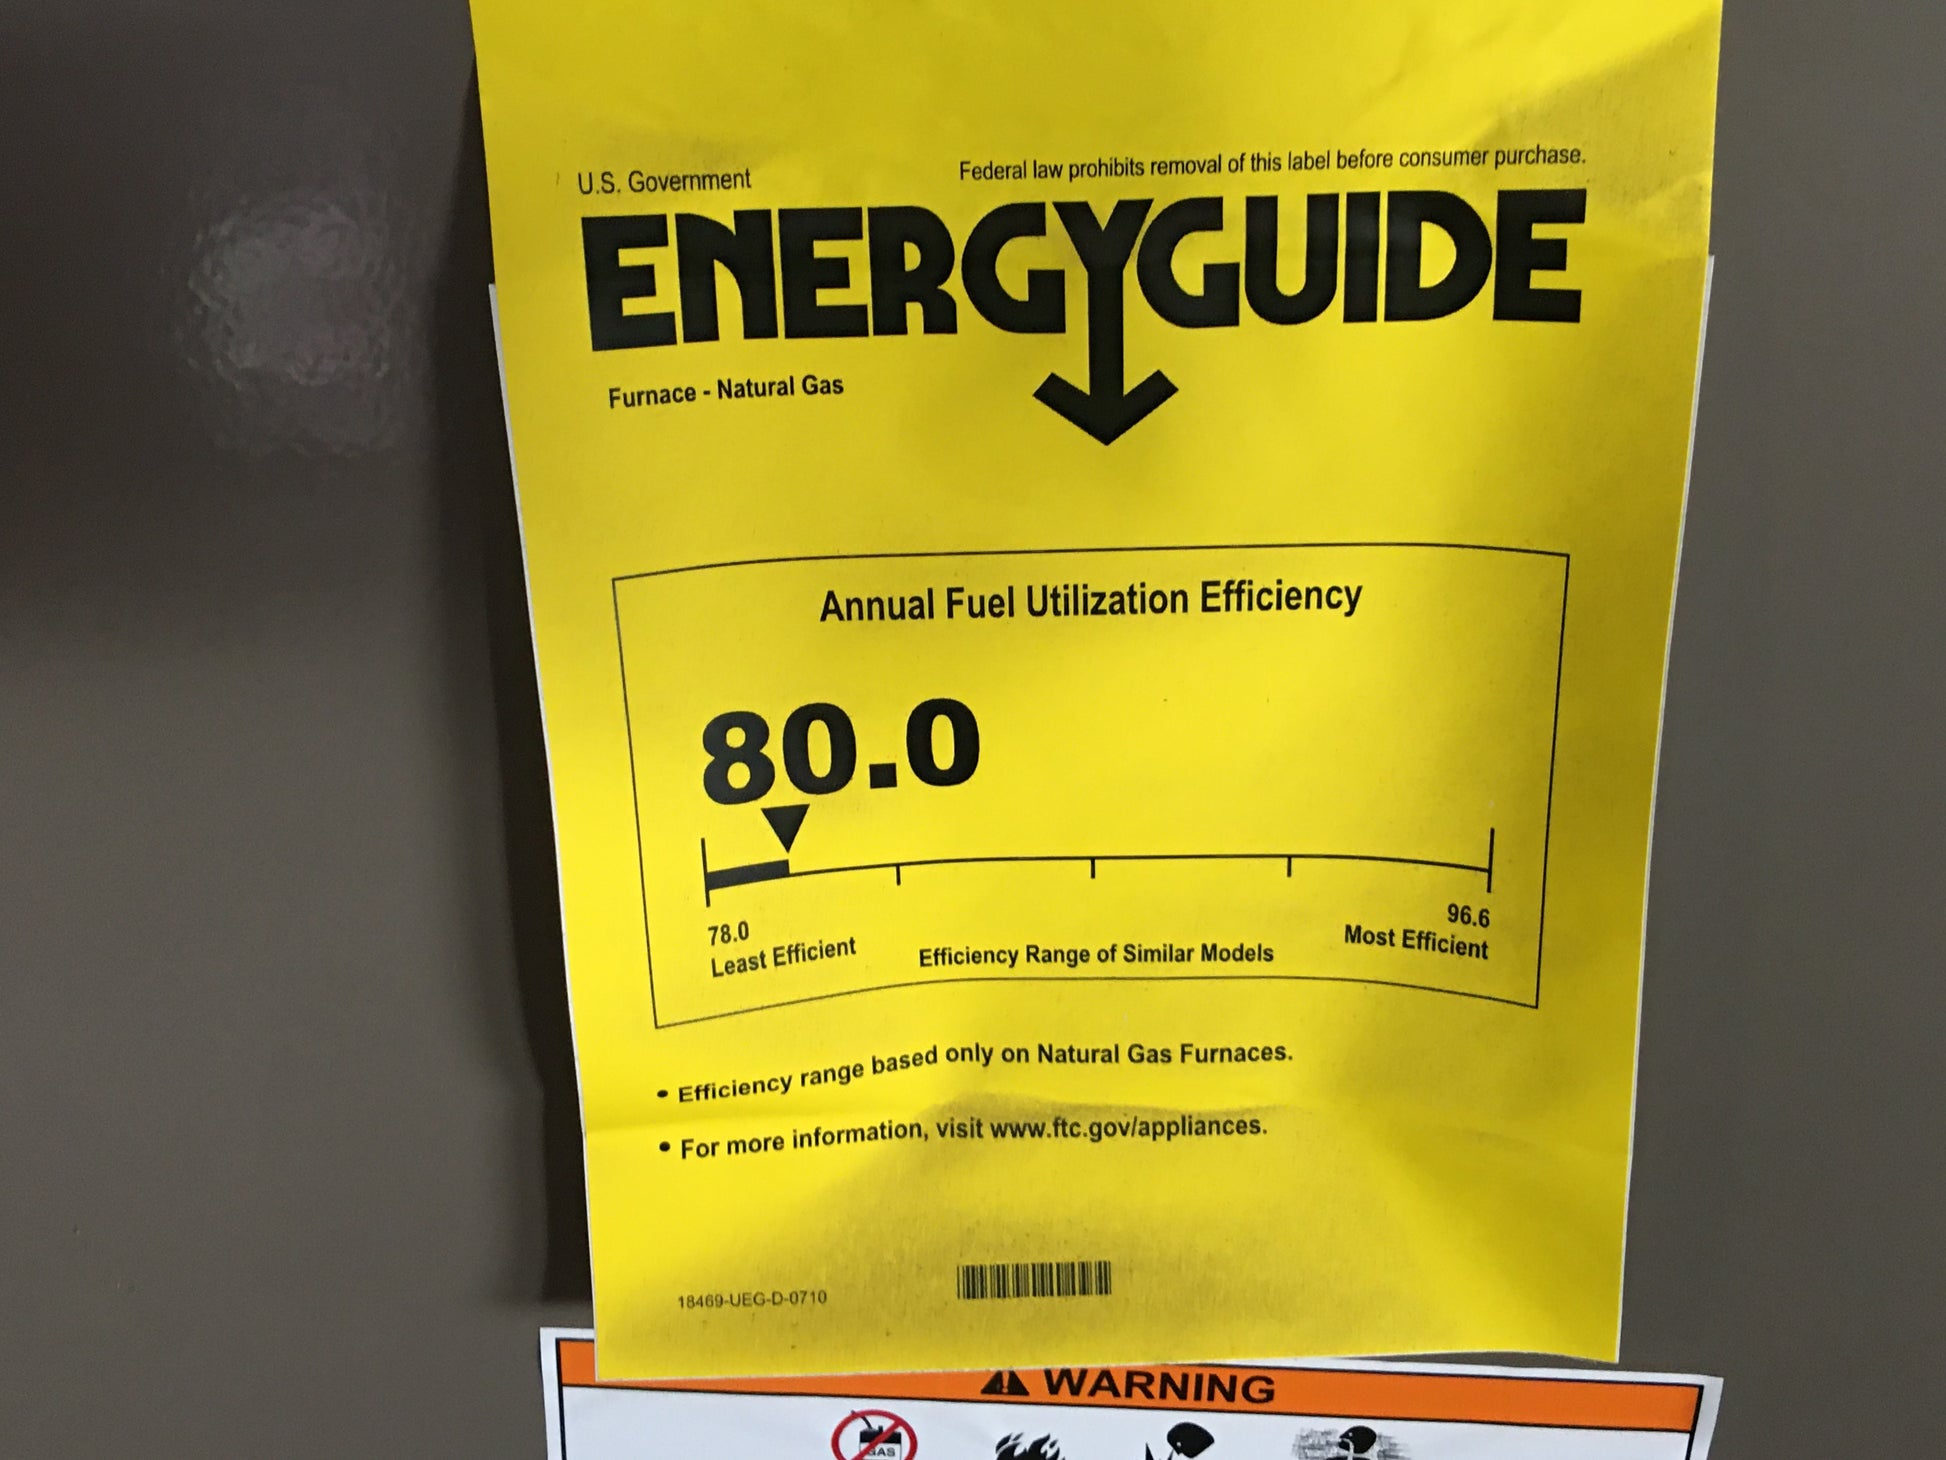 U.S. Government
Federal law prohibits removal of this label before consumer purchase.
ENERGYGUIDE
Furnace - Natural Gas
Annual Fuel Utilization Efficiency
80.0
78.0
Least Efficient
Efficiency Range of Similar Models
96.6
Most Efficient
• Efficiency range based only on Natural Gas Furnaces.
• For more information, visit www.ftc.gov/appliances.
18469-UEG-D-0710
WARNING
GAS